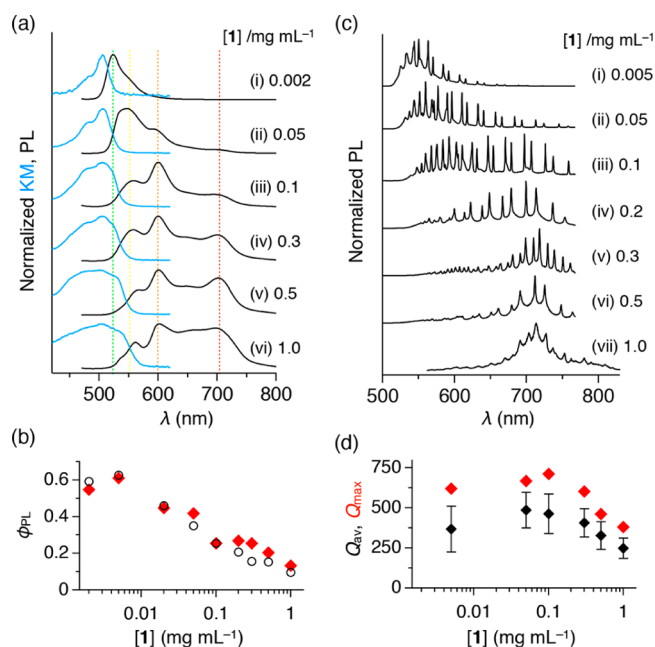 (a)
[1] /mg mL⁻¹
(i) 0.002
(ii) 0.05
(iii) 0.1
(iv) 0.3
(v) 0.5
(vi) 1.0
Normalized KM, PL
500 600 700 800
λ (nm)
(c)
[1] /mg mL⁻¹
(i) 0.005
(ii) 0.05
(iii) 0.1
(iv) 0.2
(v) 0.3
(vi) 0.5
(vii) 1.0
Normalized PL
500 600 700 800
λ (nm)
(b)
ϕPL
0.6
0.4
0.2
0
0.01 0.1 1
[1] (mg mL⁻¹)
(d)
Qav, Qmax
750
500
250
0
0.01 0.1 1
[1] (mg mL⁻¹)